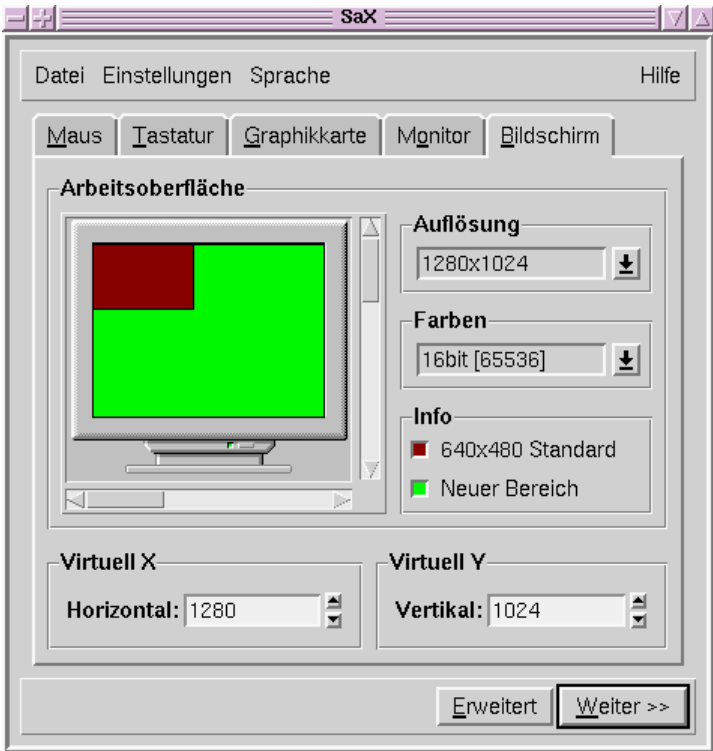 SaX
Datei Einstellungen Sprache Hilfe
Maus Tastatur Graphikkarte Monitor Bildschirm
Arbeitsoberfläche
Auflösung
1280x1024
Farben
16bit [65536]
Info
640x480 Standard
Neuer Bereich
Virtuell X
Horizontal: 1280
Virtuell Y
Vertikal: 1024
Erweitert Weiter >>